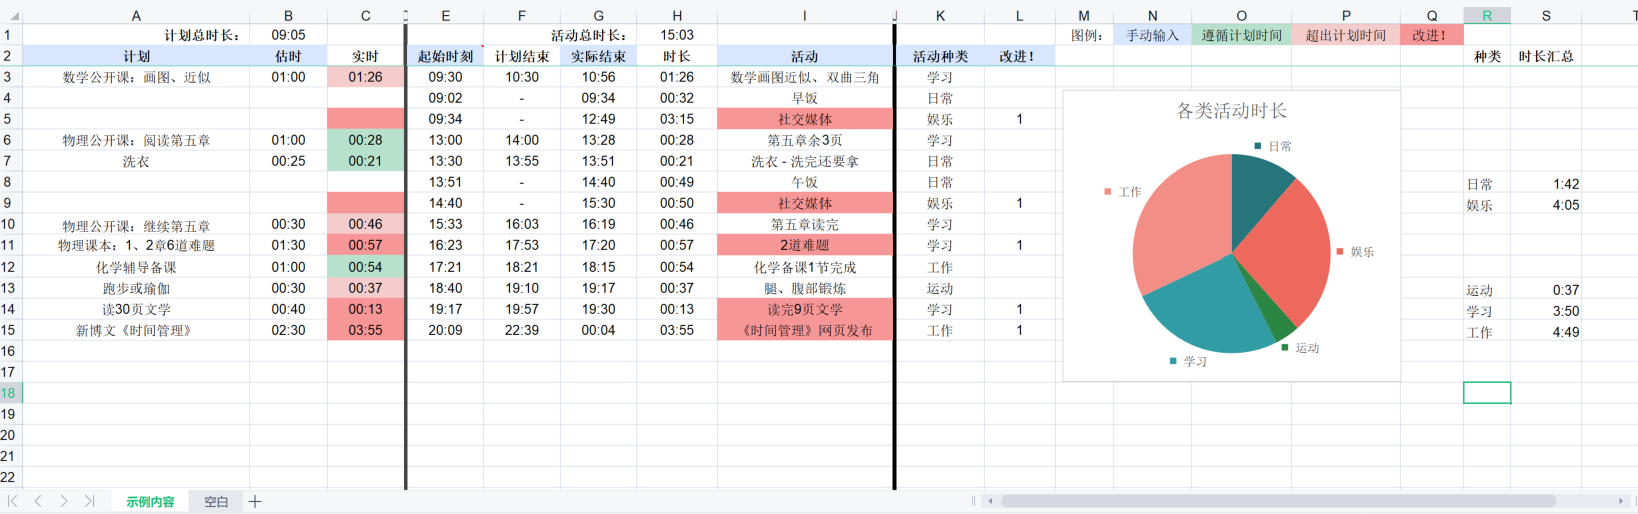 A B C E F G H I J K L M N O P Q R S T
1 计划总时长： 09:05 活动总时长： 15:03 图例： 手动输入 遵循计划时间 超出计划时间 改进！
2 计划 估时 实时 起始时刻 计划结束 实际结束 时长 活动 活动种类 改进！ 种类 时长汇总
3 数学公开课：画图、近似 01:00 01:26 09:30 10:30 10:56 01:26 数学画图近似、双曲三角 学习
4 09:02 - 09:34 00:32 早饭 日常
5 09:34 - 12:49 03:15 社交媒体 娱乐 1
6 物理公开课：阅读第五章 01:00 00:28 13:00 14:00 13:28 00:28 第五章余3页 学习
7 洗衣 00:25 00:21 13:30 13:55 13:51 00:21 洗衣 - 洗完还要拿 日常
8 13:51 - 14:40 00:49 午饭 日常 日常 1:42
9 14:40 - 15:30 00:50 社交媒体 娱乐 1 娱乐 4:05
10 物理公开课：继续第五章 00:30 00:46 15:33 16:03 16:19 00:46 第五章读完 学习
11 物理课本：1、2章6道难题 01:30 00:57 16:23 17:53 17:20 00:57 2道难题 学习 1
12 化学辅导备课 01:00 00:54 17:21 18:21 18:15 00:54 化学备课1节完成 工作
13 跑步或瑜伽 00:30 00:37 18:40 19:10 19:17 00:37 腿、腹部锻炼 运动 运动 0:37
14 读30页文学 00:40 00:13 19:17 19:57 19:30 00:13 读完9页文学 学习 1 学习 3:50
15 新博文《时间管理》 02:30 03:55 20:09 22:39 00:04 03:55 《时间管理》网页发布 工作 1 工作 4:49
16
17
18
19
20
21
22
各类活动时长
日常
工作
娱乐
运动
学习
示例内容 空白